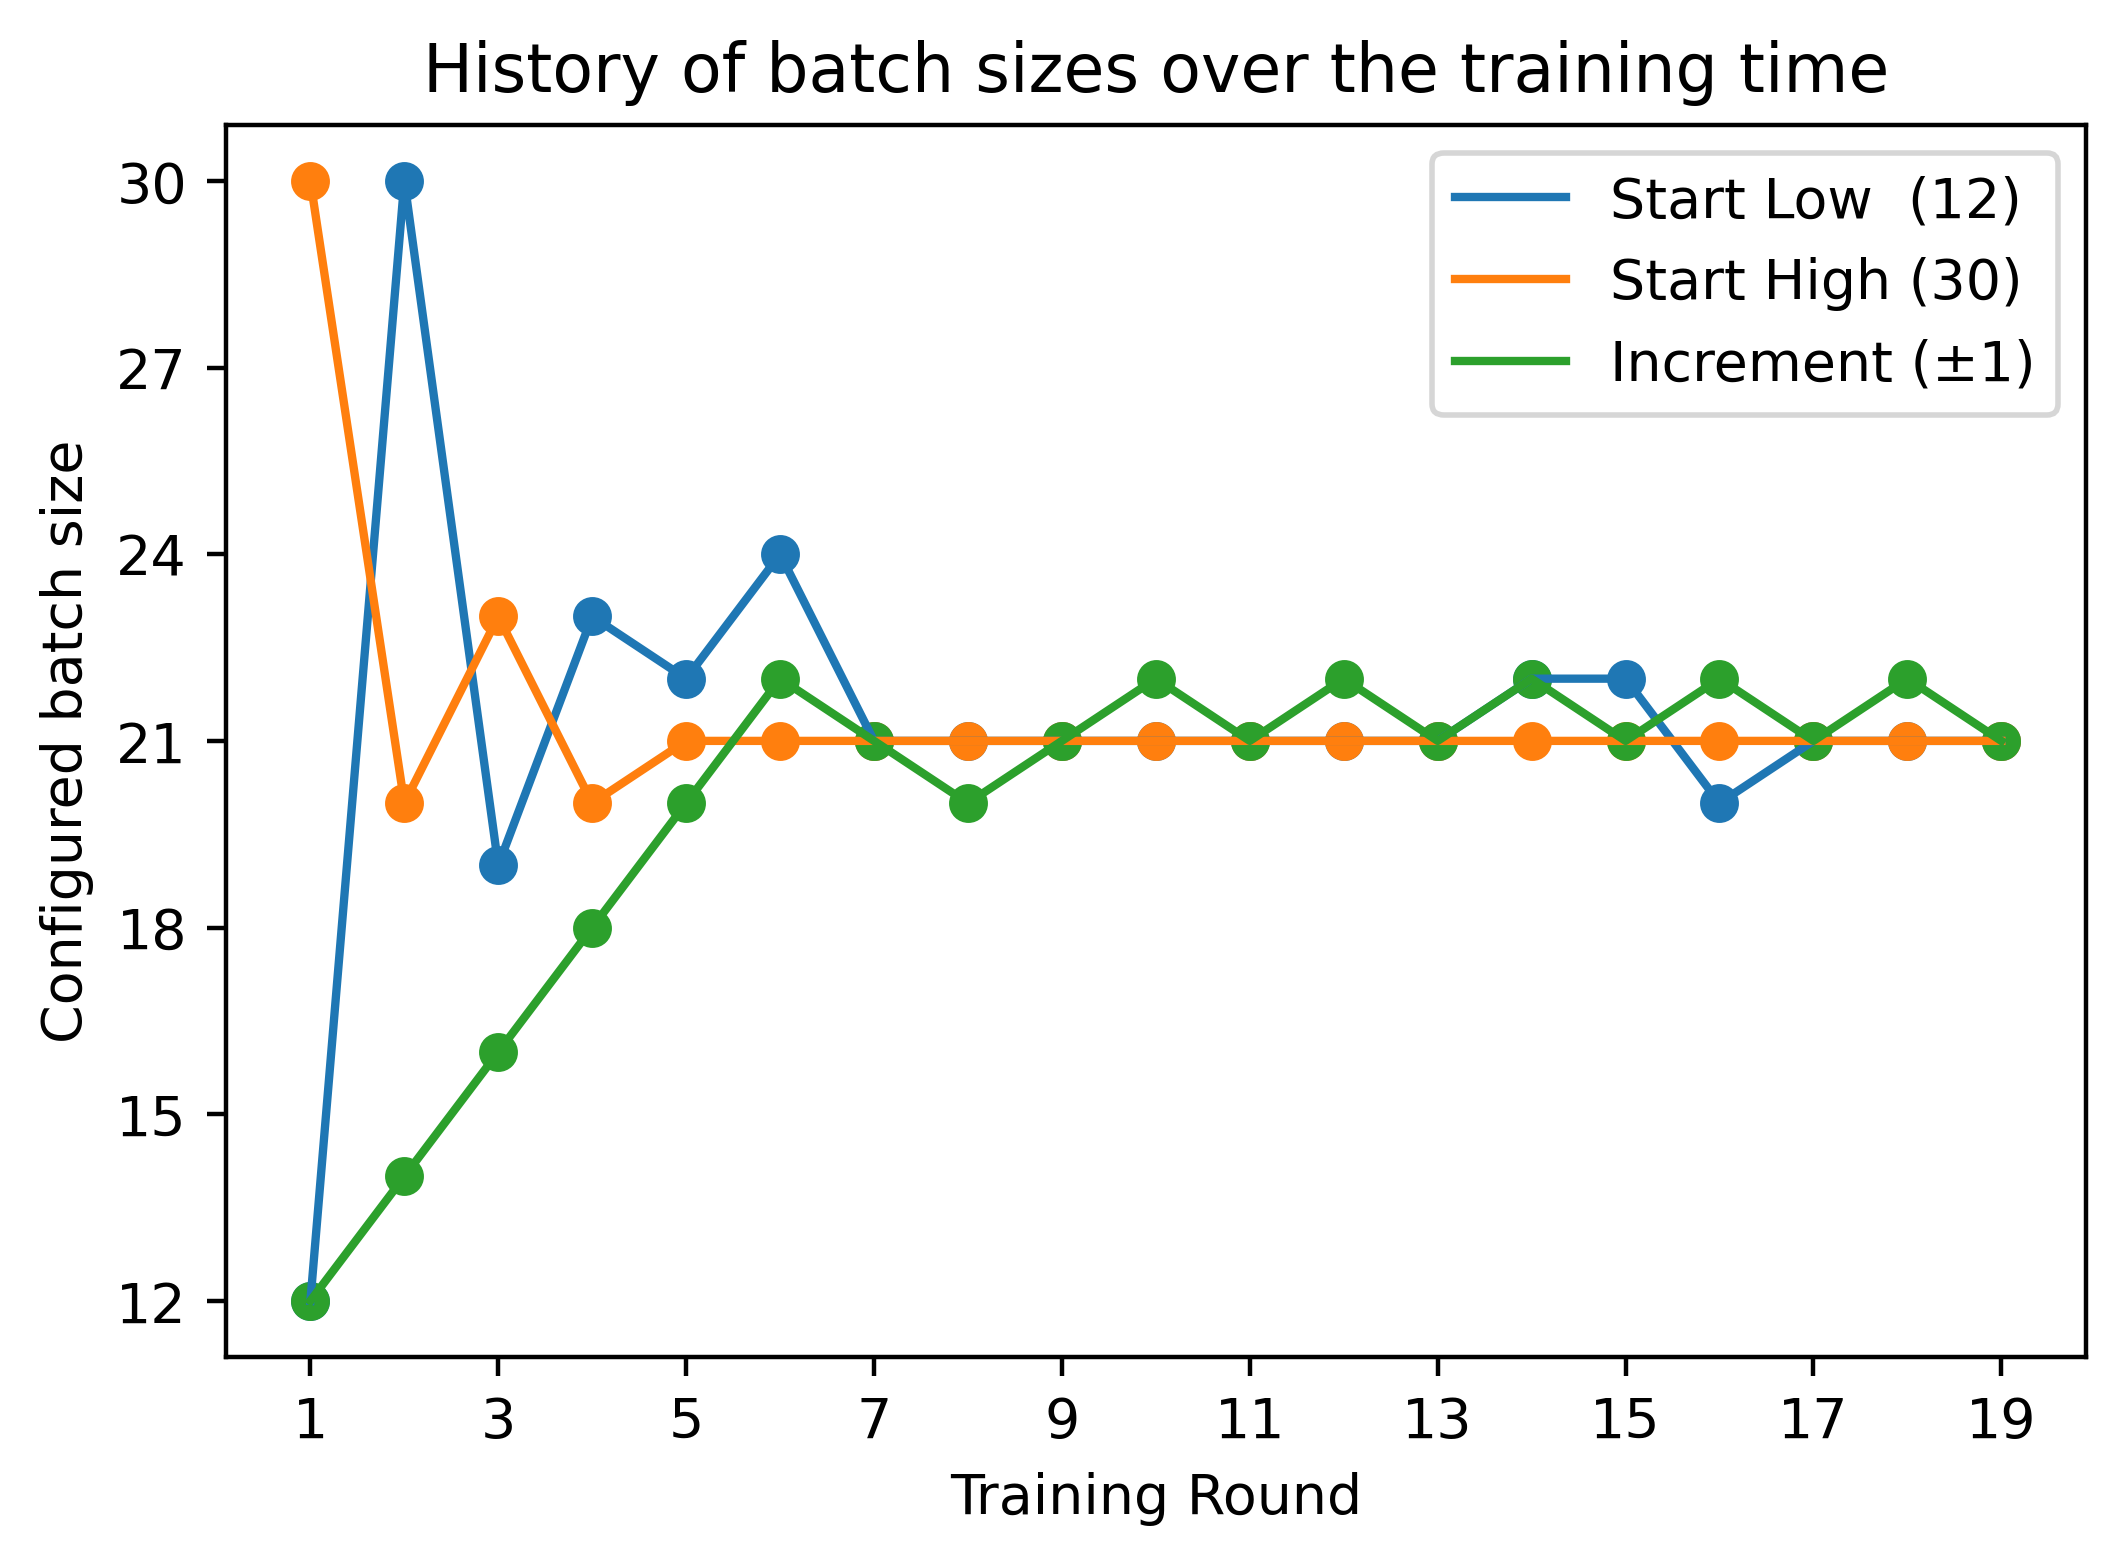 History of batch sizes over the training time
Start Low  (12)
Start High (30)
Increment (±1)
Configured batch size
30
27
24
21
18
15
12
1 3 5 7 9 11 13 15 17 19
Training Round